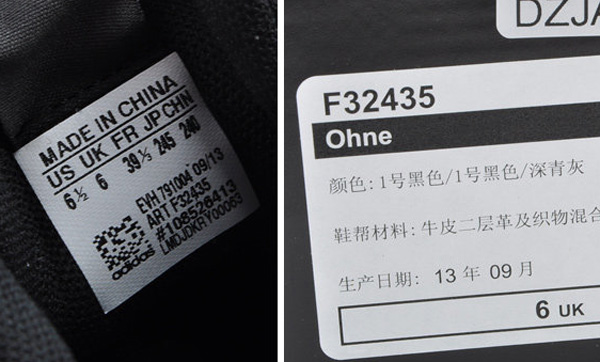 MADE IN CHINA
US UK FR JP CHN
6½ 6 39⅓ 245 240
EVH 791004 09/13
ART F32435
#108526413
LMDJDKRY00069
adidas
DZJA
F32435
Ohne
颜色:1号黑色/1号黑色/深青灰
鞋帮材料:牛皮二层革及织物混合
生产日期: 13 年 09 月
6 UK